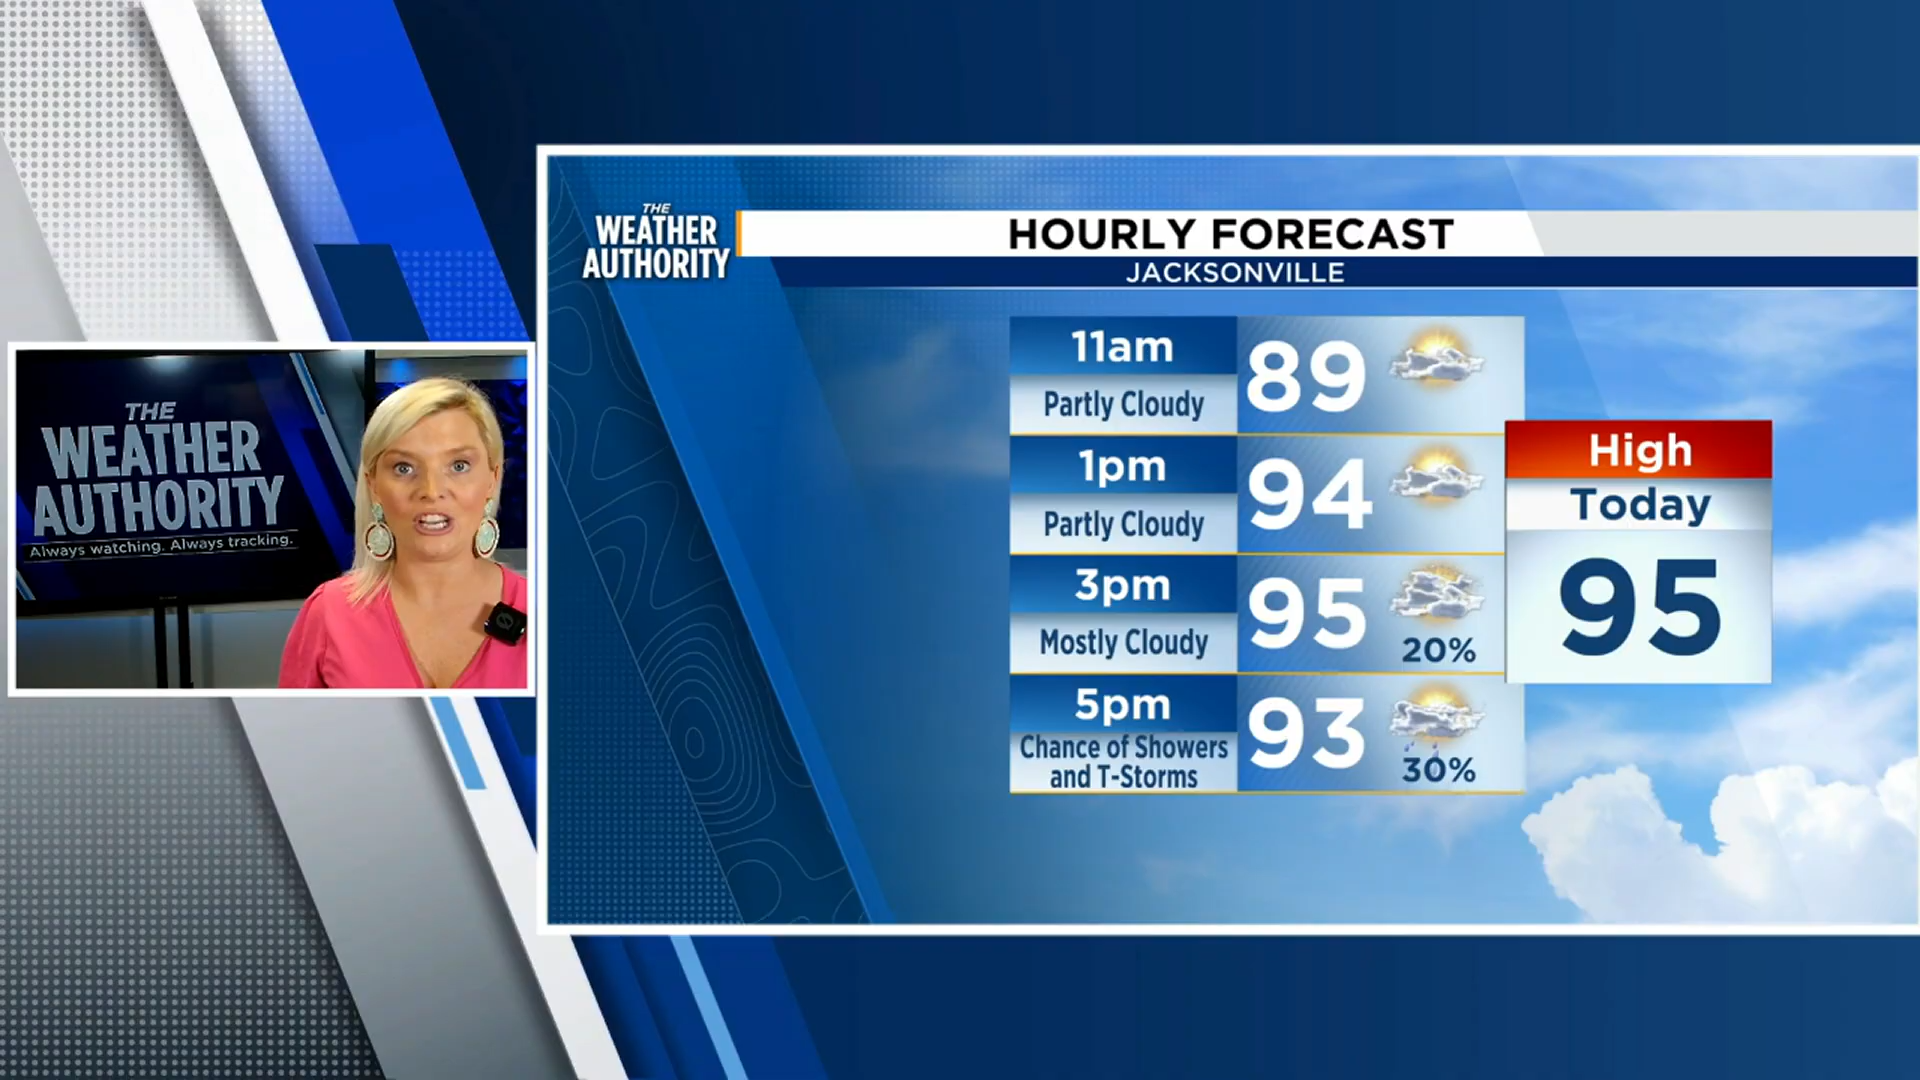 THE
WEATHER
AUTHORITY
Always watching. Always tracking.
THE
WEATHER
AUTHORITY
HOURLY FORECAST
JACKSONVILLE
11am
Partly Cloudy
89
1pm
Partly Cloudy
94
3pm
Mostly Cloudy
95
20%
5pm
Chance of Showers
and T-Storms
93
30%
High
Today
95